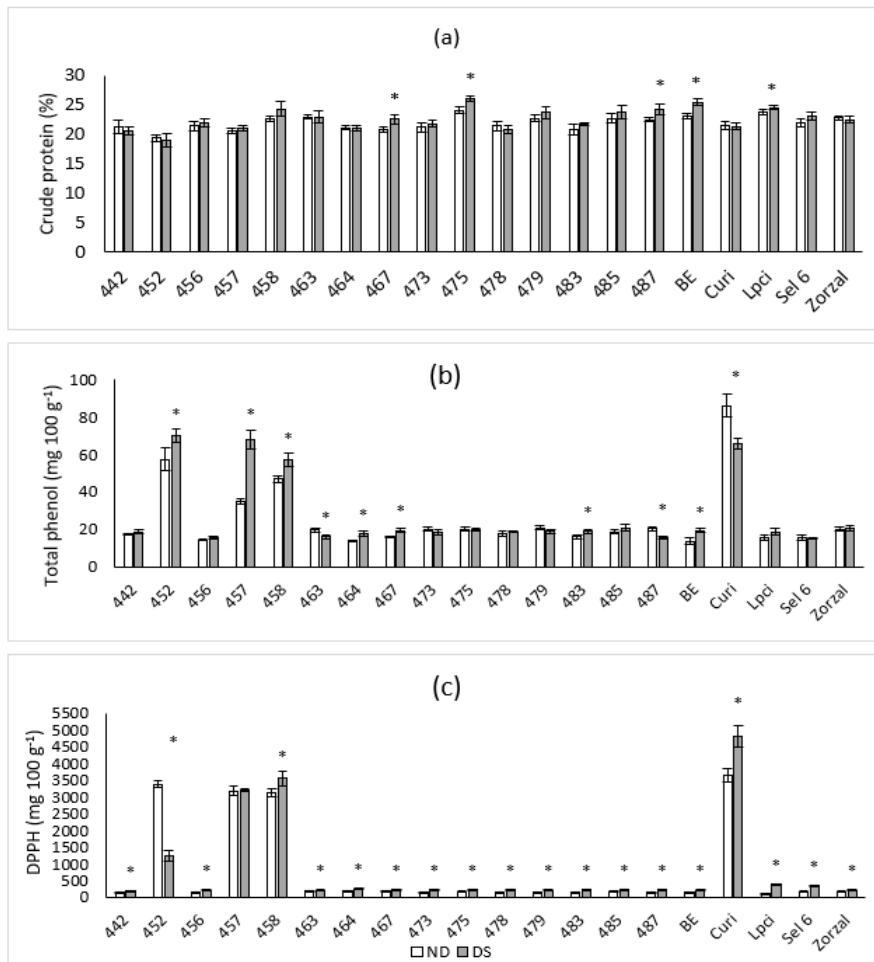 (a)
Crude protein (%)
30
25
20
15
10
5
0
442 452 456 457 458 463 464 467 473 475 478 479 483 485 487 BE Curi Lpci Sel 6 Zorzal
* * * * *
(b)
Total phenol (mg 100 g⁻¹)
100
80
60
40
20
0
442 452 456 457 458 463 464 467 473 475 478 479 483 485 487 BE Curi Lpci Sel 6 Zorzal
* * * * * * * * * *
(c)
DPPH (mg 100 g⁻¹)
5500
5000
4500
4000
3500
3000
2500
2000
1500
1000
500
0
442 452 456 457 458 463 464 467 473 475 478 479 483 485 487 BE Curi Lpci Sel 6 Zorzal
* * * * * * * * * * * * * * * * * * *
ND DS